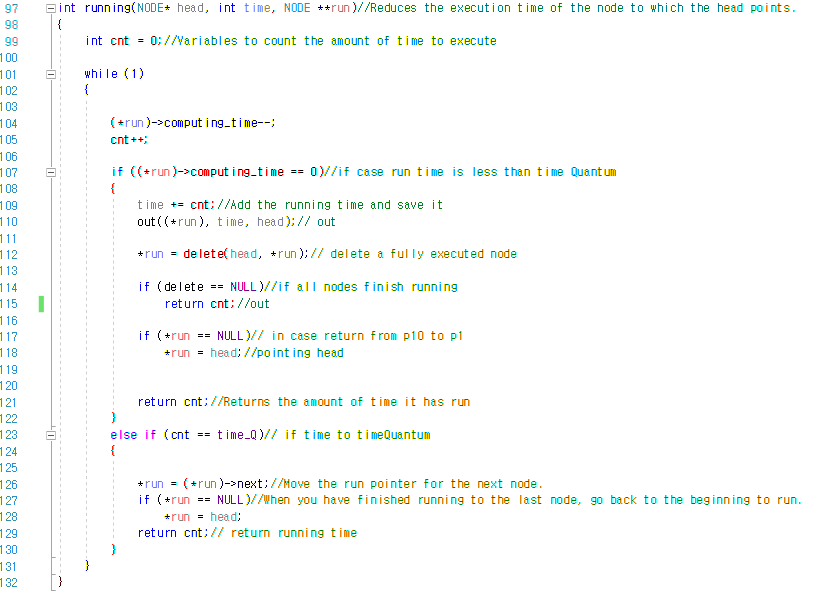 97 int running(NODE* head, int time, NODE **run)//Reduces the execution time of the node to which the head points.
98 {
99 int cnt = 0;//Variables to count the amount of time to execute
100
101 while (1)
102 {
103
104 (*run)->computing_time--;
105 cnt++;
106
107 if ((*run)->computing_time == 0)//if case run time is less than time Quantum
108 {
109 time += cnt;//Add the running time and save it
110 out((*run), time, head);// out
111
112 *run = delete(head, *run);// delete a fully executed node
113
114 if (delete == NULL)//if all nodes finish running
115 return cnt;//out
116
117 if (*run == NULL)// in case return from p10 to p1
118 *run = head;//pointing head
119
120
121 return cnt;//Returns the amount of time it has run
122 }
123 else if (cnt == time_Q)// if time to timeQuantum
124 {
125
126 *run = (*run)->next;//Move the run pointer for the next node.
127 if (*run == NULL)//When you have finished running to the last node, go back to the beginning to run.
128 *run = head;
129 return cnt;// return running time
130 }
131 }
132 }